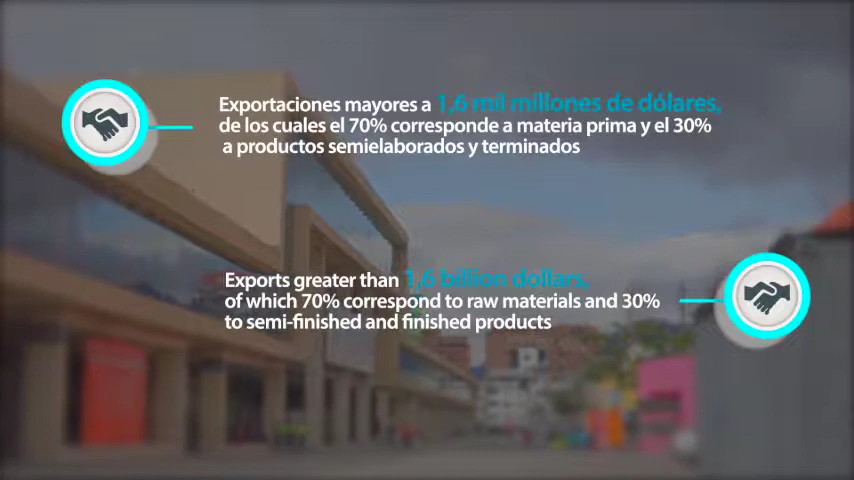 Exportaciones mayores a 1,6 mil millones de dólares,
de los cuales el 70% corresponde a materia prima y el 30%
a productos semielaborados y terminados
Exports greater than 1,6 billion dollars,
of which 70% correspond to raw materials and 30%
to semi-finished and finished products